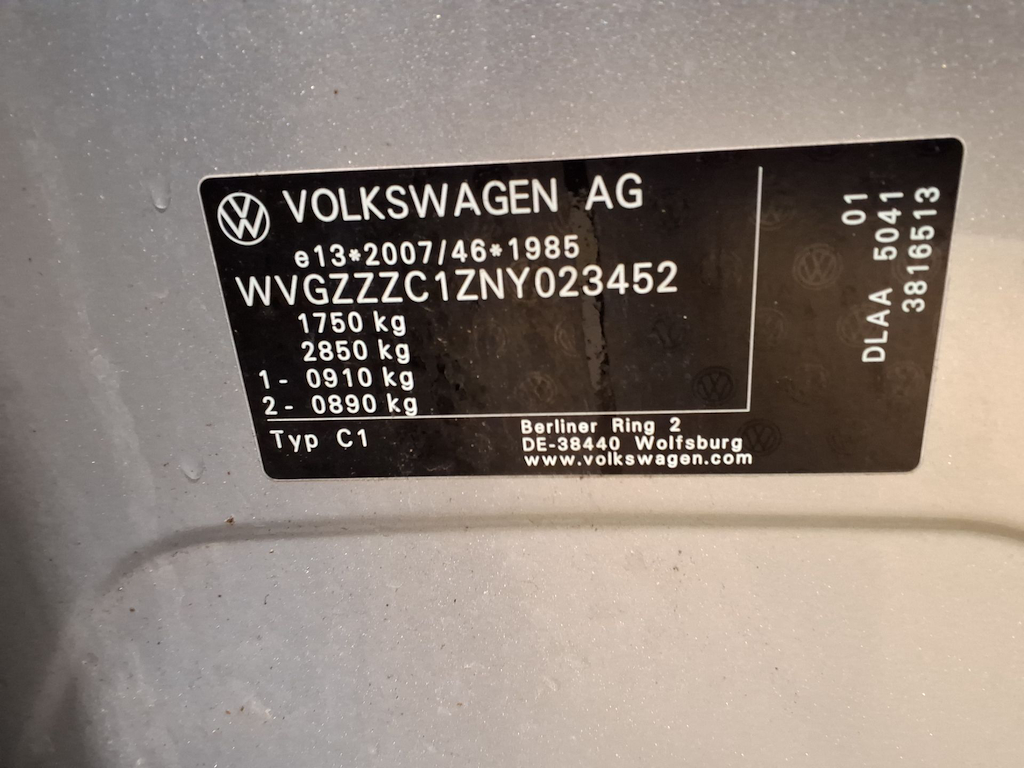 VOLKSWAGEN AG
e13*2007/46*1985
WVGZZZC1ZNY023452
1750 kg
2850 kg
1- 0910 kg
2- 0890 kg
Typ C1
Berliner Ring 2
DE-38440 Wolfsburg
www.volkswagen.com
01
DLAA 5041
3816513